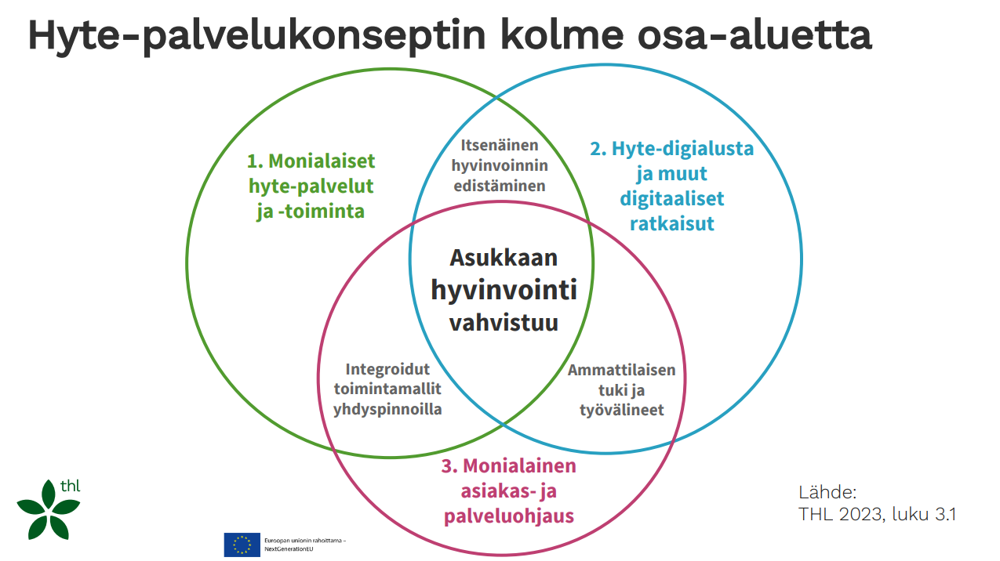 Hyte-palvelukonseptin kolme osa-aluetta
1. Monialaiset
hyte-palvelut
ja -toiminta
Itsenäinen
hyvinvoinnin
edistäminen
2. Hyte-digialusta
ja muut
digitaaliset
ratkaisut
Asukkaan
hyvinvointi
vahvistuu
Integroidut
toimintamallit
yhdyspinnoilla
Ammattilaisen
tuki ja
työvälineet
3. Monialainen
asiakas- ja
palveluohjaus
thl
Euroopan unionin rahoittama –
NextGenerationEU
Lähde:
THL 2023, luku 3.1